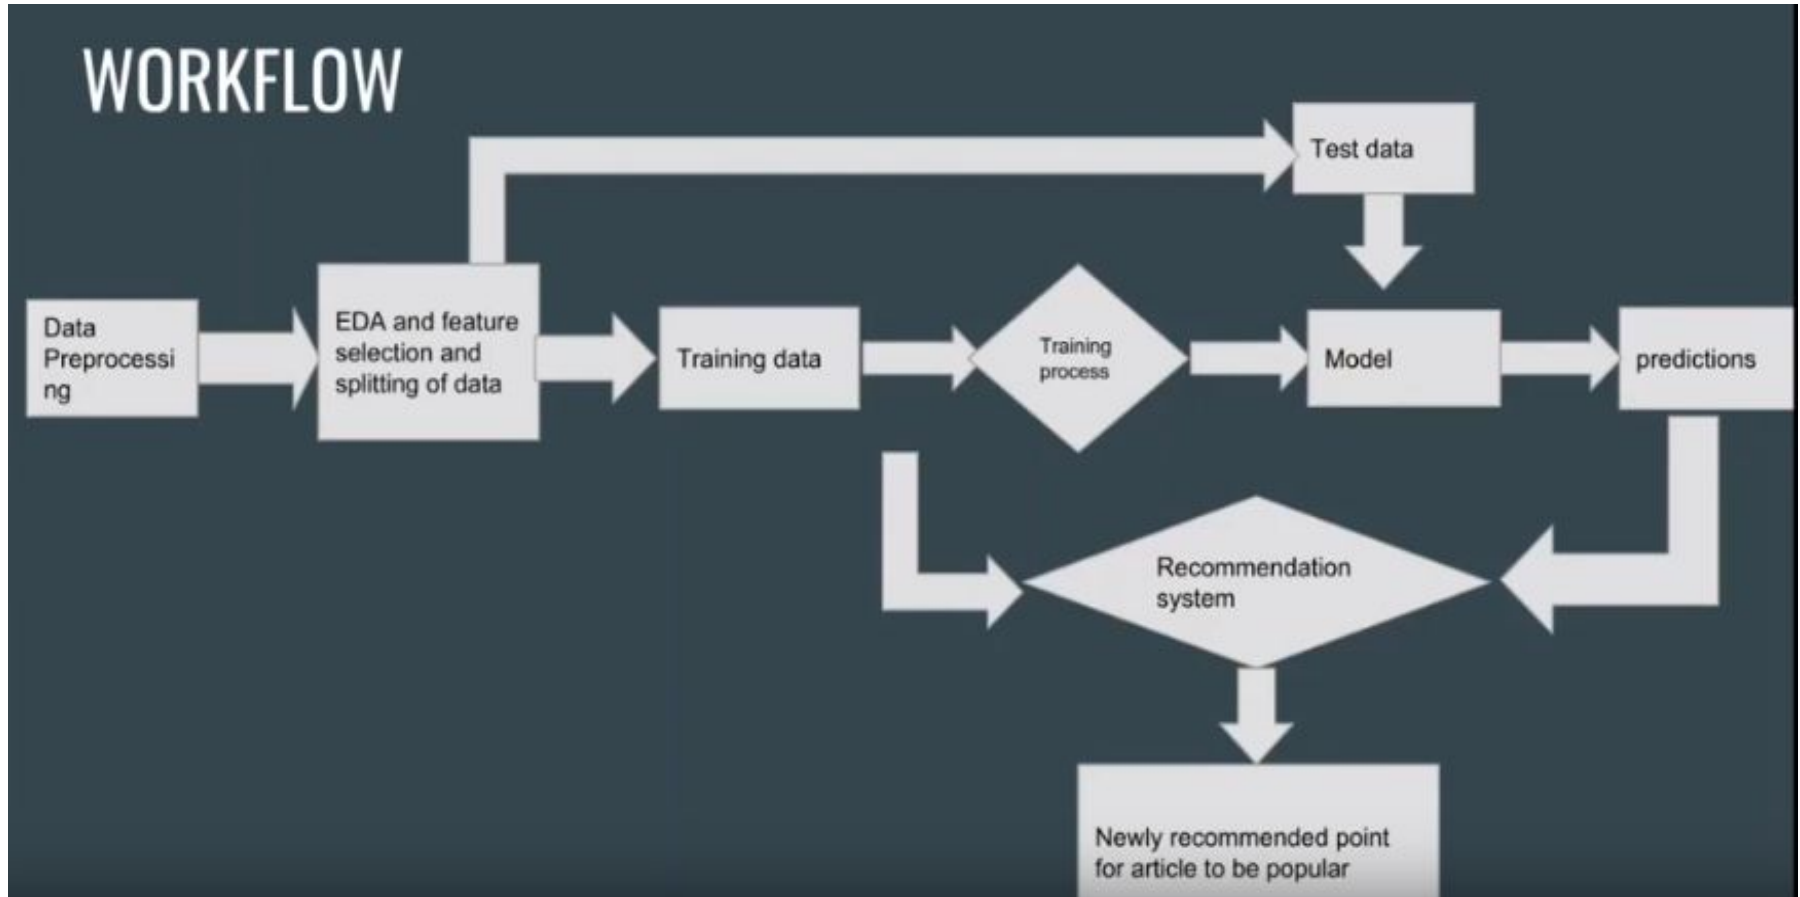 WORKFLOW
Test data
Data
Preprocessi
ng
EDA and feature
selection and
splitting of data
Training data
Training
process
Model
predictions
Recommendation
system
Newly recommended point
for article to be popular